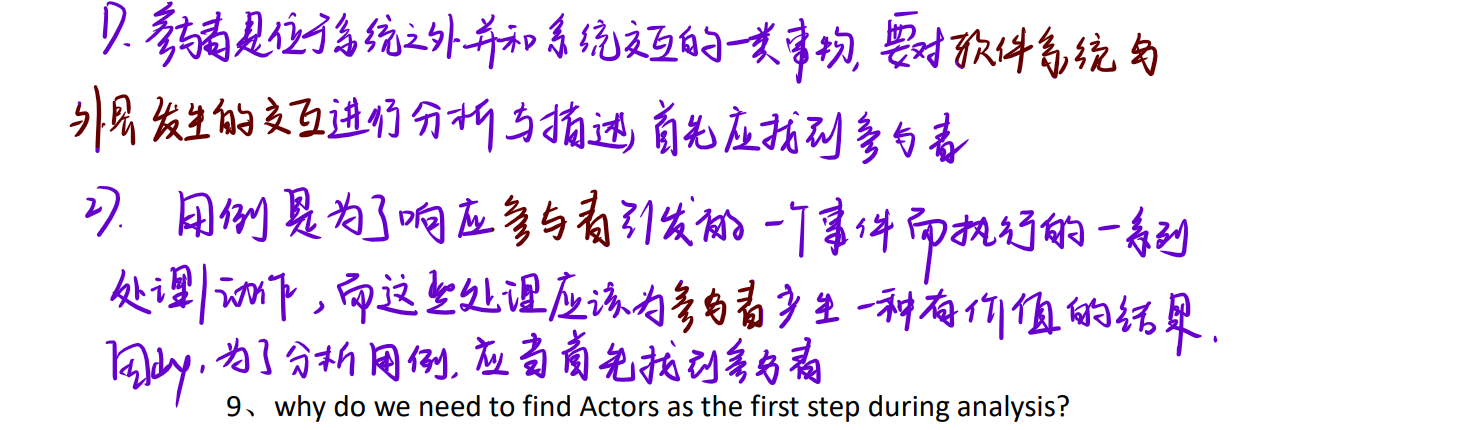 1). 参与者是位于系统之外并和系统交互的一类事物, 要对软件系统与
外界发生的交互进行分析与描述, 首先应找到参与者
2). 用例是为了响应参与者引发的一个事件而执行的一系列
处理/动作, 而这些处理应该为参与者产生一种有价值的结果.
因此, 为了分析用例, 应当首先找到参与者
9、why do we need to find Actors as the first step during analysis?